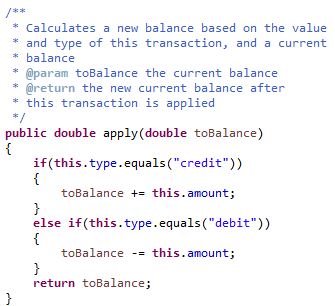 /**
 * Calculates a new balance based on the value
 * and type of this transaction, and a current
 * balance
 * @param toBalance the current balance
 * @return the new current balance after
 * this transaction is applied
 */
public double apply(double toBalance)
{
    if(this.type.equals("credit"))
    {
        toBalance += this.amount;
    }
    else if(this.type.equals("debit"))
    {
        toBalance -= this.amount;
    }
    return toBalance;
}